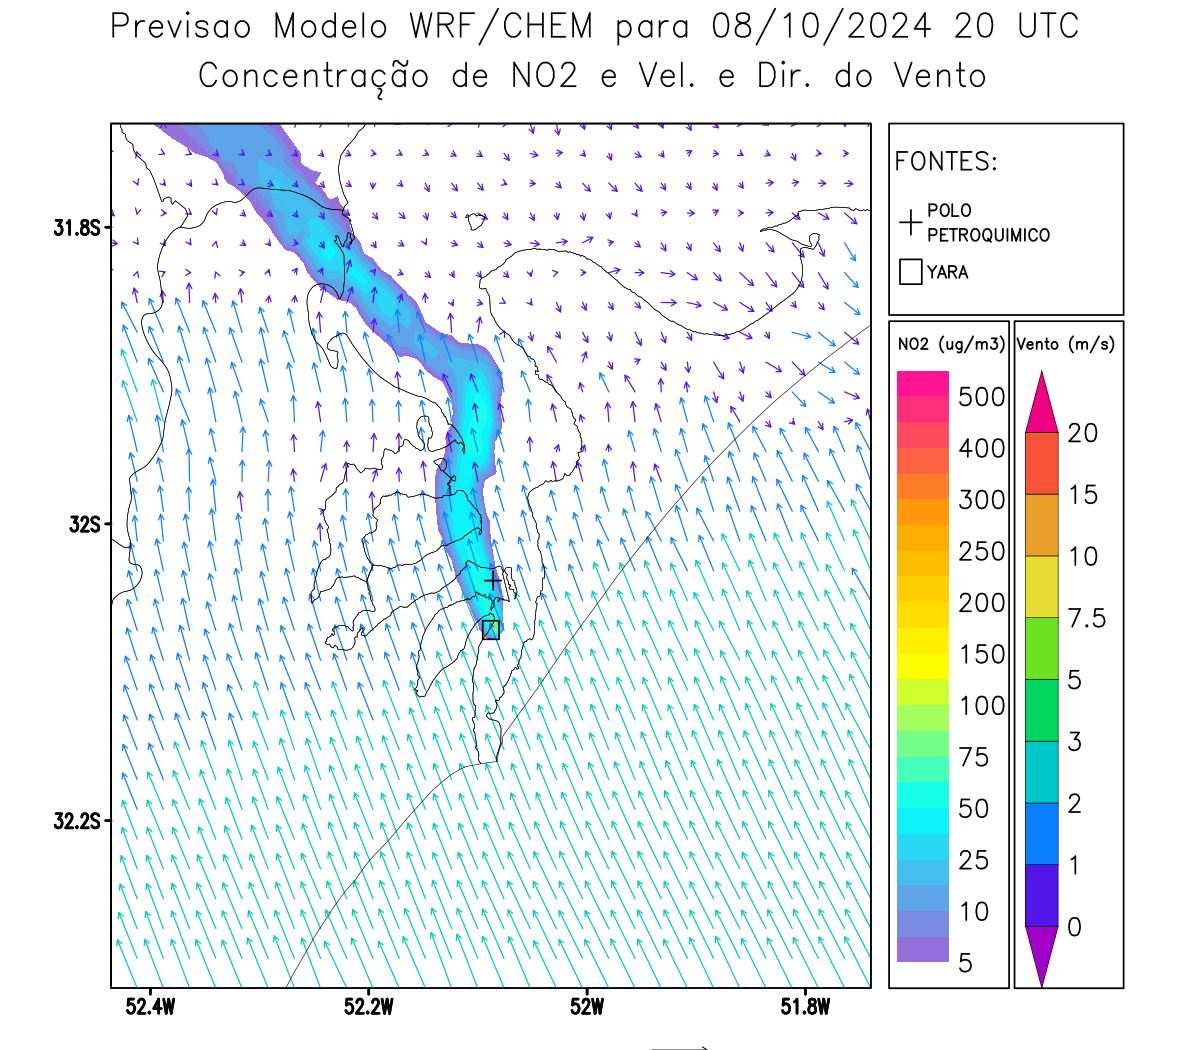 Previsao Modelo WRF/CHEM para 08/10/2024 20 UTC
Concentração de NO2 e Vel. e Dir. do Vento
FONTES:
POLO
PETROQUIMICO
YARA
31.8S
32S
32.2S
52.4W
52.2W
52W
51.8W
NO2 (ug/m3)
500
400
300
250
200
150
100
75
50
25
10
5
Vento (m/s)
20
15
10
7.5
5
3
2
1
0